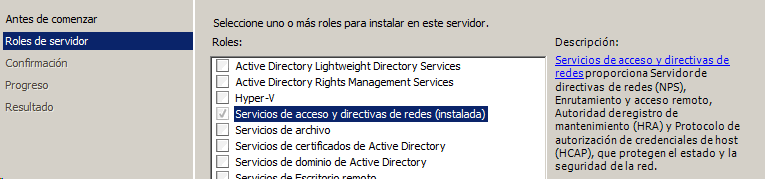 Antes de comenzar
Roles de servidor
Confirmación
Progreso
Resultado
Seleccione uno o más roles para instalar en este servidor.
Roles:
Active Directory Lightweight Directory Services
Active Directory Rights Management Services
Hyper-V
Servicios de acceso y directivas de redes (instalada)
Servicios de archivo
Servicios de certificados de Active Directory
Servicios de dominio de Active Directory
Servicios de Escritorio remoto
Descripción:
Servicios de acceso y directivas de
redes proporciona Servidor de
directivas de redes (NPS),
Enrutamiento y acceso remoto,
Autoridad de registro de
mantenimiento (HRA) y Protocolo de
autorización de credenciales de host
(HCAP), que protegen el estado y la
seguridad de la red.